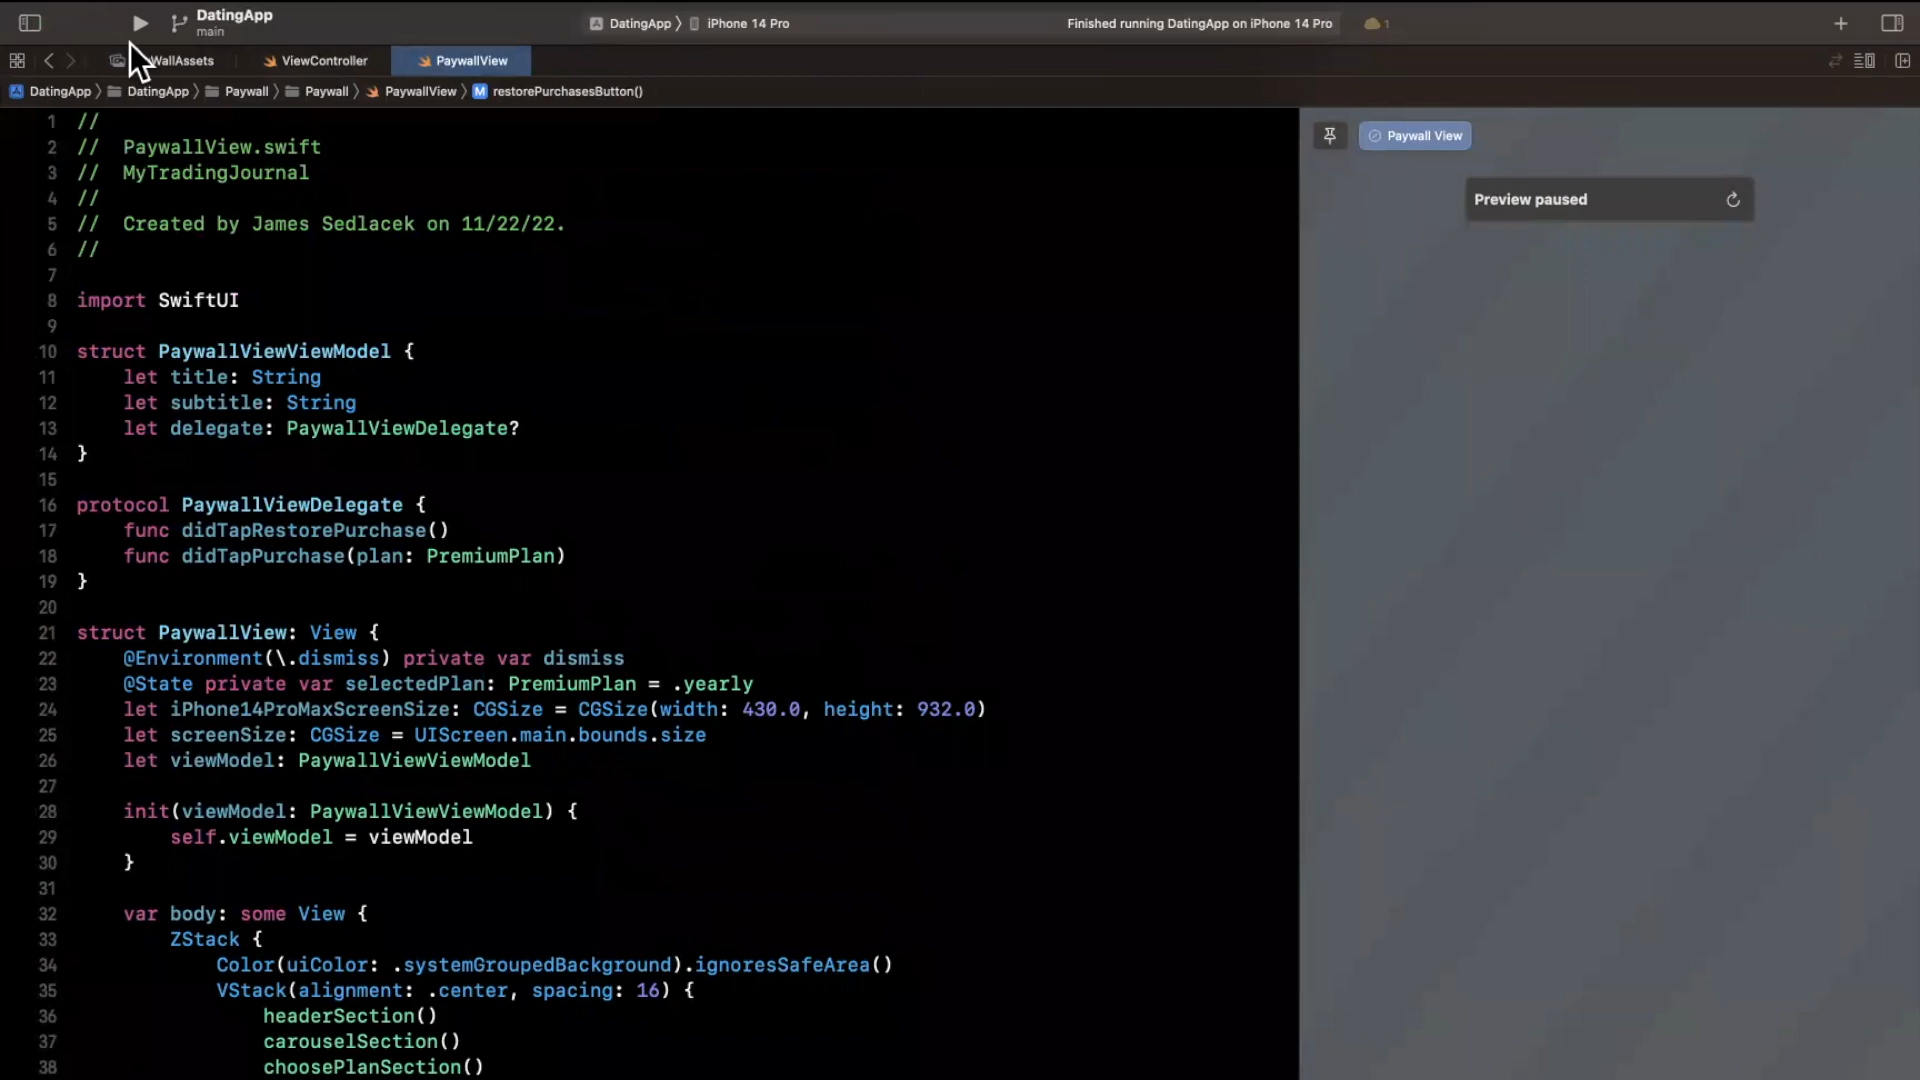 DatingApp
main
DatingApp 〉 iPhone 14 Pro
Finished running DatingApp on iPhone 14 Pro
1
WallAssets
ViewController
PaywallView
DatingApp 〉 DatingApp 〉 Paywall 〉 Paywall 〉 PaywallView 〉 M restorePurchasesButton()
1 //
2 //  PaywallView.swift
3 //  MyTradingJournal
4 //
5 //  Created by James Sedlacek on 11/22/22.
6 //
7
8 import SwiftUI
9
10 struct PaywallViewViewModel {
11     let title: String
12     let subtitle: String
13     let delegate: PaywallViewDelegate?
14 }
15
16 protocol PaywallViewDelegate {
17     func didTapRestorePurchase()
18     func didTapPurchase(plan: PremiumPlan)
19 }
20
21 struct PaywallView: View {
22     @Environment(\.dismiss) private var dismiss
23     @State private var selectedPlan: PremiumPlan = .yearly
24     let iPhone14ProMaxScreenSize: CGSize = CGSize(width: 430.0, height: 932.0)
25     let screenSize: CGSize = UIScreen.main.bounds.size
26     let viewModel: PaywallViewViewModel
27
28     init(viewModel: PaywallViewViewModel) {
29         self.viewModel = viewModel
30     }
31
32     var body: some View {
33         ZStack {
34             Color(uiColor: .systemGroupedBackground).ignoresSafeArea()
35             VStack(alignment: .center, spacing: 16) {
36                 headerSection()
37                 carouselSection()
38                 choosePlanSection()
Paywall View
Preview paused